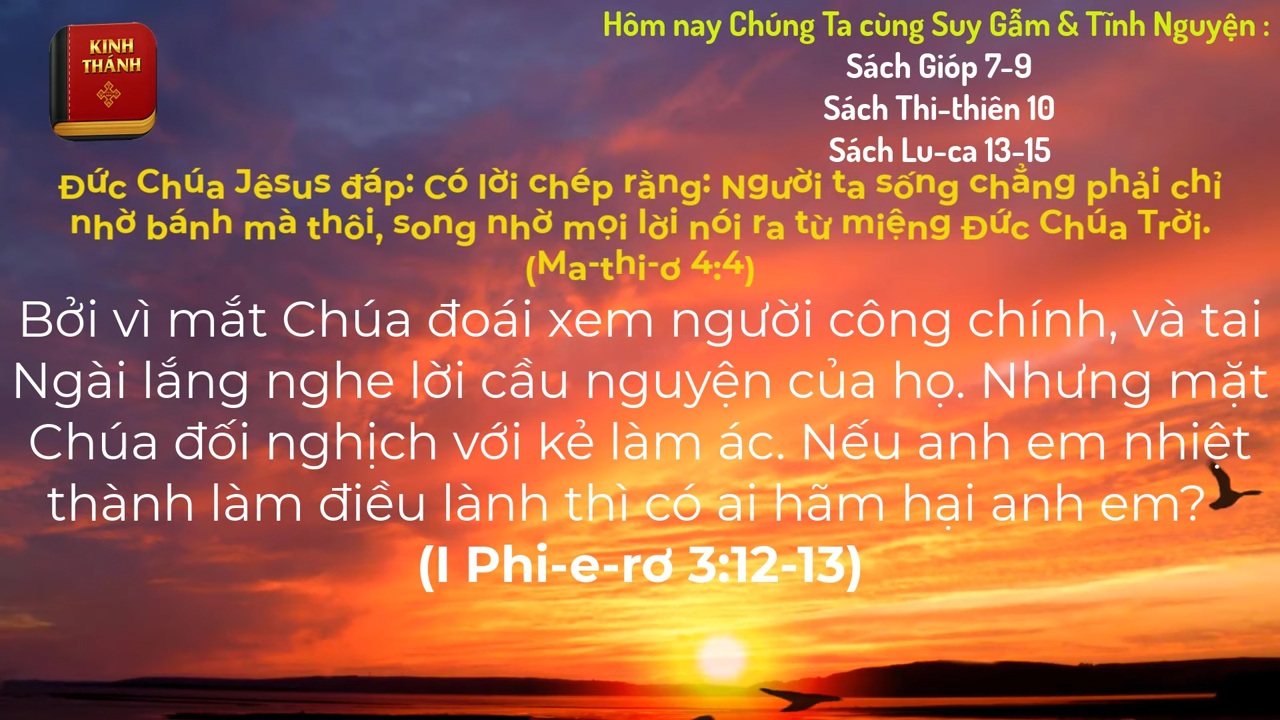 KINH
THÁNH
Hôm nay Chúng Ta cùng Suy Gẫm & Tĩnh Nguyện :
Sách Gióp 7-9
Sách Thi-thiên 10
Sách Lu-ca 13-15
Đức Chúa Jêsus đáp: Có lời chép rằng: Người ta sống chẳng phải chỉ
nhờ bánh mà thôi, song nhờ mọi lời nói ra từ miệng Đức Chúa Trời.
(Ma-thi-ơ 4:4)
Bởi vì mắt Chúa đoái xem người công chính, và tai
Ngài lắng nghe lời cầu nguyện của họ. Nhưng mặt
Chúa đối nghịch với kẻ làm ác. Nếu anh em nhiệt
thành làm điều lành thì có ai hãm hại anh em?
(I Phi-e-rơ 3:12-13)